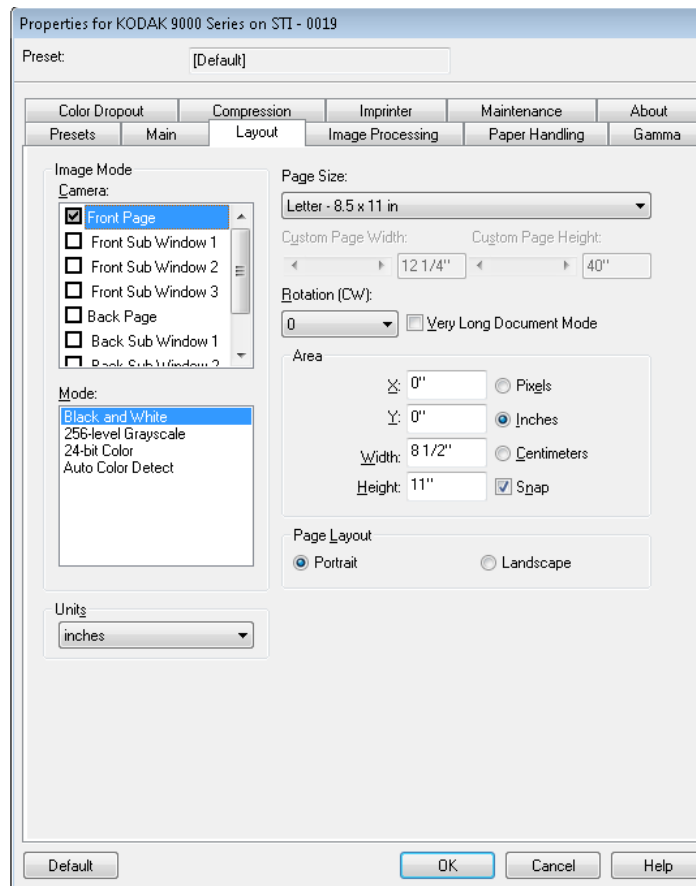 Properties for KODAK 9000 Series on STI - 0019
Preset: [Default]
Color Dropout Compression Imprinter Maintenance About
Presets Main Layout Image Processing Paper Handling Gamma
Image Mode
Camera:
Front Page
Front Sub Window 1
Front Sub Window 2
Front Sub Window 3
Back Page
Back Sub Window 1
Back Sub Window 2
Mode:
Black and White
256-level Grayscale
24-bit Color
Auto Color Detect
Units
inches
Page Size:
Letter - 8.5 x 11 in
Custom Page Width: Custom Page Height:
12 1/4" 40"
Rotation (CW):
0 Very Long Document Mode
Area
X: 0" Pixels
Y: 0" Inches
Width: 8 1/2" Centimeters
Height: 11" Snap
Page Layout
Portrait Landscape
Default OK Cancel Help